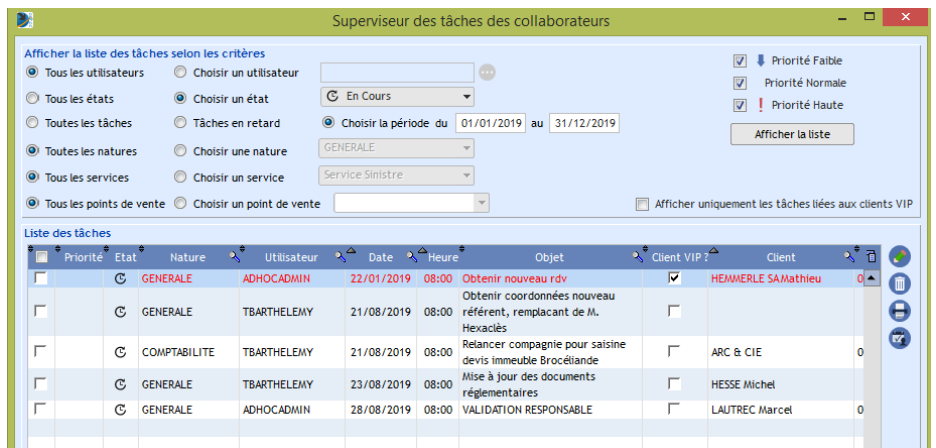 Superviseur des tâches des collaborateurs
Afficher la liste des tâches selon les critères
Tous les utilisateurs Choisir un utilisateur
Priorité Faible
Tous les états Choisir un état En Cours
Priorité Normale
Priorité Haute
Toutes les tâches Tâches en retard Choisir la période du 01/01/2019 au 31/12/2019
Afficher la liste
Toutes les natures Choisir une nature GENERALE
Tous les services Choisir un service Service Sinistre
Tous les points de vente Choisir un point de vente Afficher uniquement les tâches liées aux clients VIP
Liste des tâches
Priorité Etat Nature Utilisateur Date Heure Objet Client VIP ? Client
GENERALE ADHOCADMIN 22/01/2019 08:00 Obtenir nouveau rdv HEMMERLE SAMathieu 0
GENERALE TBARTHELEMY 21/08/2019 08:00 Obtenir coordonnées nouveau
référent, remplacant de M.
Hexaclès
COMPTABILITE TBARTHELEMY 21/08/2019 08:00 Relancer compagnie pour saisine ARC & CIE 0
devis immeuble Brocéliande
GENERALE TBARTHELEMY 23/08/2019 08:00 Mise à jour des documents HESSE Michel
réglementaires
GENERALE ADHOCADMIN 28/08/2019 08:00 VALIDATION RESPONSABLE LAUTREC Marcel 0